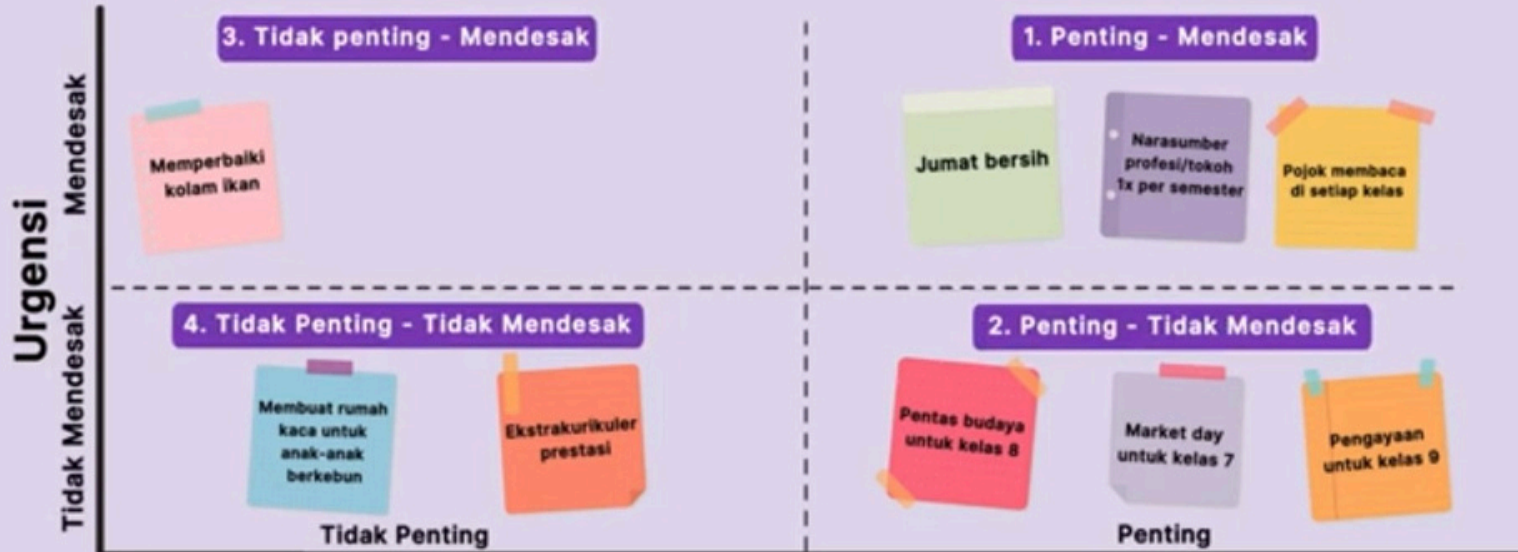 3. Tidak penting - Mendesak
1. Penting - Mendesak
Urgensi
Mendesak
Tidak Mendesak
Memperbaiki
kolam ikan
Jumat bersih
Narasumber
profesi/tokoh
1x per semester
Pojok membaca
di setiap kelas
4. Tidak Penting - Tidak Mendesak
2. Penting - Tidak Mendesak
Membuat rumah
kaca untuk
anak-anak
berkebun
Ekstrakurikuler
prestasi
Pentas budaya
untuk kelas 8
Market day
untuk kelas 7
Pengayaan
untuk kelas 9
Tidak Penting
Penting